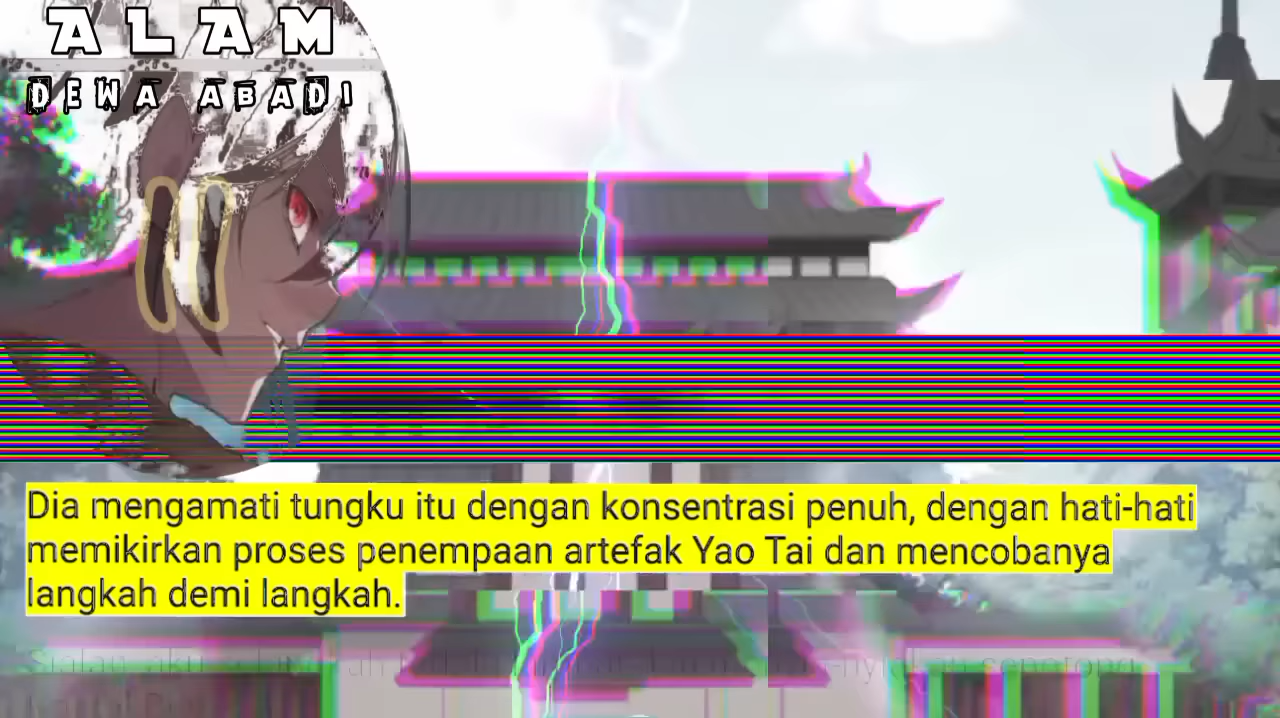 ALAM
DEWA ABADI
Dia mengamati tungku itu dengan konsentrasi penuh, dengan hati-hati
memikirkan proses penempaan artefak Yao Tai dan mencobanya
langkah demi langkah.